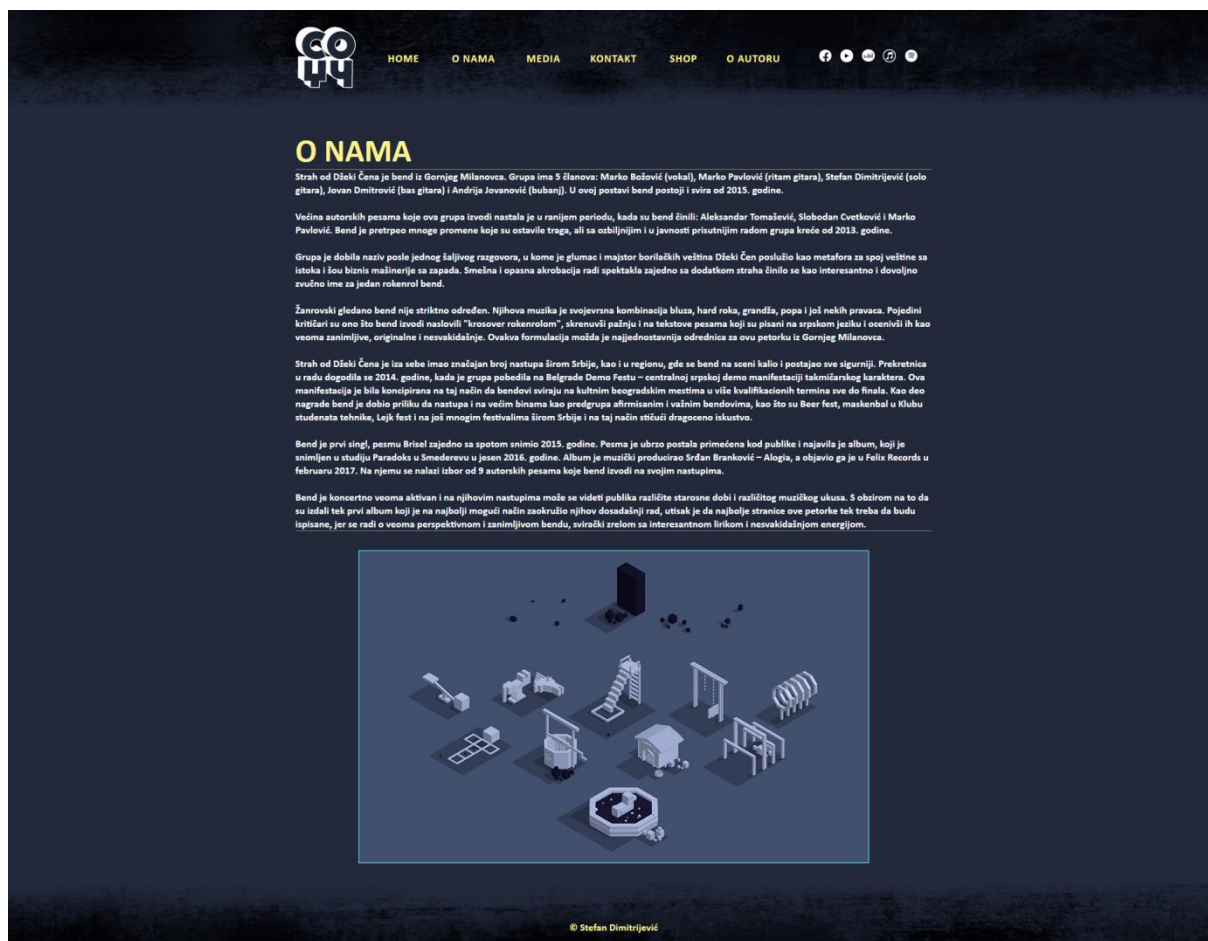 СОЧЧ
HOME O NAMA MEDIA KONTAKT SHOP O AUTORU
O NAMA
Strah od Džeki Čena je bend iz Gornjeg Milanovca. Grupa ima 5 članova: Marko Božović (vokal), Marko Pavlović (ritam gitara), Stefan Dimitrijević (solo
gitara), Jovan Dmitrović (bas gitara) i Andrija Jovanović (bubanj). U ovoj postavi bend postoji i svira od 2015. godine.
Većina autorskih pesama koje ova grupa izvodi nastala je u ranijem periodu, kada su bend činili: Aleksandar Tomašević, Slobodan Cvetković i Marko
Pavlović. Bend je pretrpeo mnoge promene koje su ostavile traga, ali sa ozbiljnijim i u javnosti prisutnijim radom grupa kreće od 2013. godine.
Grupa je dobila naziv posle jednog šaljivog razgovora, u kome je glumac i majstor borilačkih veština Džeki Čen poslužio kao metafora za spoj veštine sa
istoka i šou biznis mašinerije sa zapada. Smešna i opasna akrobacija radi spektakla zajedno sa dodatkom straha činilo se kao interesantno i dovoljno
zvučno ime za jedan rokenrol bend.
Žanrovski gledano bend nije striktno određen. Njihova muzika je svojevrsna kombinacija bluza, hard roka, grandža, popa i još nekih pravaca. Pojedini
kritičari su ono što bend izvodi naslovili "krosover rokenrolom", skrenuvši pažnju i na tekstove pesama koji su pisani na srpskom jeziku i ocenivši ih kao
veoma zanimljive, originalne i nesvakidašnje. Ovakva formulacija možda je najjednostavnija odrednica za ovu petorku iz Gornjeg Milanovca.
Strah od Džeki Čena je iza sebe imao značajan broj nastupa širom Srbije, kao i u regionu, gde se bend na sceni kalio i postajao sve sigurniji. Prekretnica
u radu dogodila se 2014. godine, kada je grupa pobedila na Belgrade Demo Festu – centralnoj srpskoj demo manifestaciji takmičarskog karaktera. Ova
manifestacija je bila koncipirana na taj način da bendovi sviraju na kultnim beogradskim mestima u više kvalifikacionih termina sve do finala. Kao deo
nagrade bend je dobio priliku da nastupa i na većim binama kao predgrupa afirmisanim i važnim bendovima, kao što su Beer fest, maskenbal u Klubu
studenata tehnike, Lejk fest i na još mnogim festivalima širom Srbije i na taj način stičući dragoceno iskustvo.
Bend je prvi singl, pesmu Brisel zajedno sa spotom snimio 2015. godine. Pesma je ubrzo postala primećena kod publike i najavila je album, koji je
snimljen u studiju Paradoks u Smederevu u jesen 2016. godine. Album je muzički producirao Srđan Branković – Alogia, a objavio ga je u Felix Records u
februaru 2017. Na njemu se nalazi izbor od 9 autorskih pesama koje bend izvodi na svojim nastupima.
Bend je koncertno veoma aktivan i na njihovim nastupima može se videti publika različite starosne dobi i različitog muzičkog ukusa. S obzirom na to da
su izdali tek prvi album koji je na najbolji mogući način zaokružio njihov dosadašnji rad, utisak je da najbolje stranice ove petorke tek treba da budu
ispisane, jer se radi o veoma perspektivnom i zanimljivom bendu, svirački zrelom sa interesantnom lirikom i nesvakidašnjom energijom.
© Stefan Dimitrijević